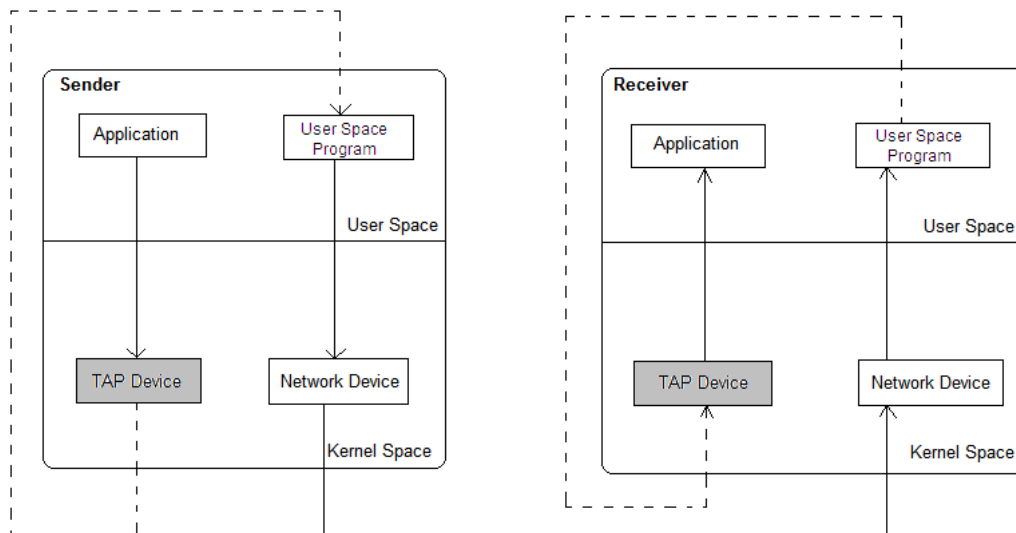 Sender
Application
User Space
Program
User Space
TAP Device
Network Device
Kernel Space
Receiver
Application
User Space
Program
User Space
TAP Device
Network Device
Kernel Space